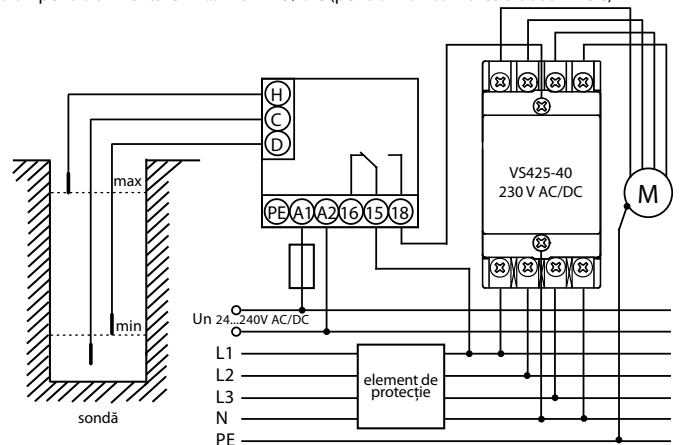 H
C
D
max
min
sondă
PE A1 A2 16 15 18
VS425-40
230 V AC/DC
M
Un 24...240V AC/DC
L1
L2
L3
N
PE
element de
protecție